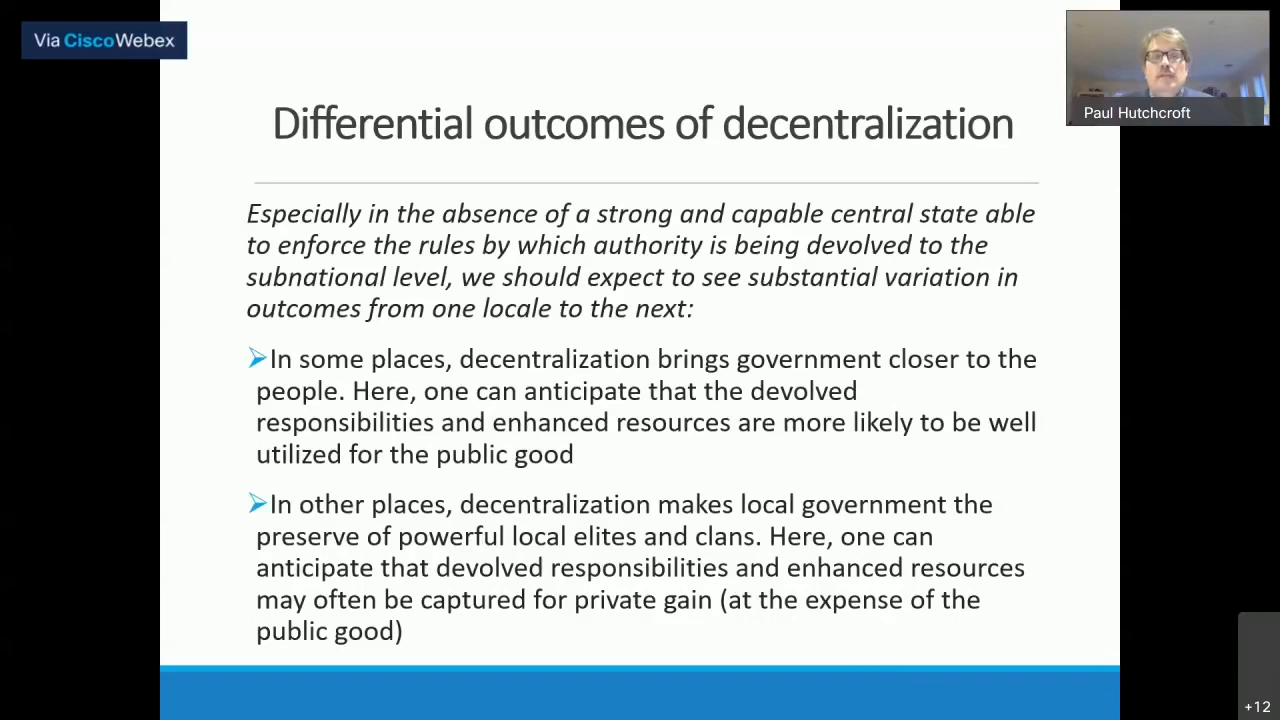 Via Cisco Webex
Paul Hutchcroft
Differential outcomes of decentralization
Especially in the absence of a strong and capable central state able
to enforce the rules by which authority is being devolved to the
subnational level, we should expect to see substantial variation in
outcomes from one locale to the next:
➢In some places, decentralization brings government closer to the
people. Here, one can anticipate that the devolved
responsibilities and enhanced resources are more likely to be well
utilized for the public good
➢In other places, decentralization makes local government the
preserve of powerful local elites and clans. Here, one can
anticipate that devolved responsibilities and enhanced resources
may often be captured for private gain (at the expense of the
public good)
+12